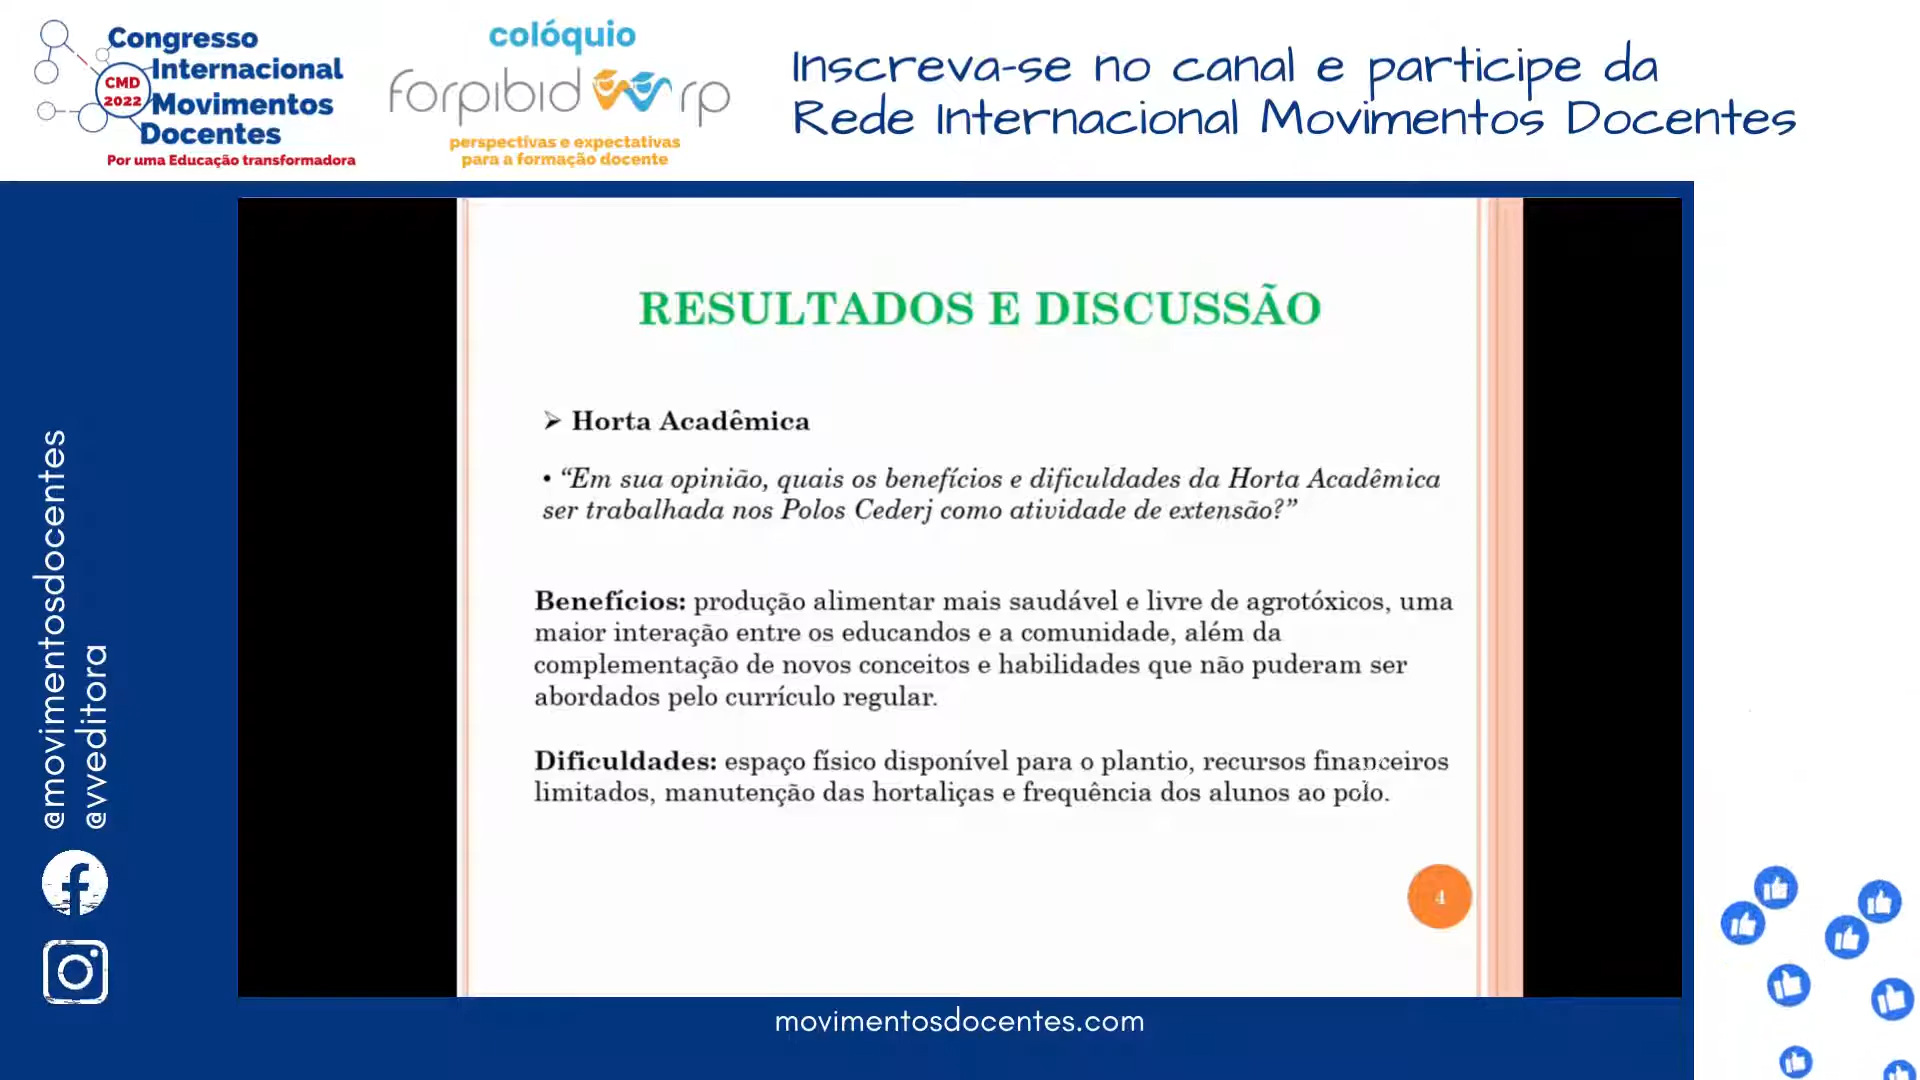 Congresso
Internacional
CMD
2022
Movimentos
Docentes
Por uma Educação transformadora
colóquio
forpibid rp
perspectivas e expectativas
para a formação docente
Inscreva-se no canal e participe da
Rede Internacional Movimentos Docentes
@movimentosdocentes
@vveditora
RESULTADOS E DISCUSSÃO
➢ Horta Acadêmica
• “Em sua opinião, quais os benefícios e dificuldades da Horta Acadêmica
ser trabalhada nos Polos Cederj como atividade de extensão?”
Benefícios: produção alimentar mais saudável e livre de agrotóxicos, uma
maior interação entre os educandos e a comunidade, além da
complementação de novos conceitos e habilidades que não puderam ser
abordados pelo currículo regular.
Dificuldades: espaço físico disponível para o plantio, recursos financeiros
limitados, manutenção das hortaliças e frequência dos alunos ao polo.
4
movimentosdocentes.com